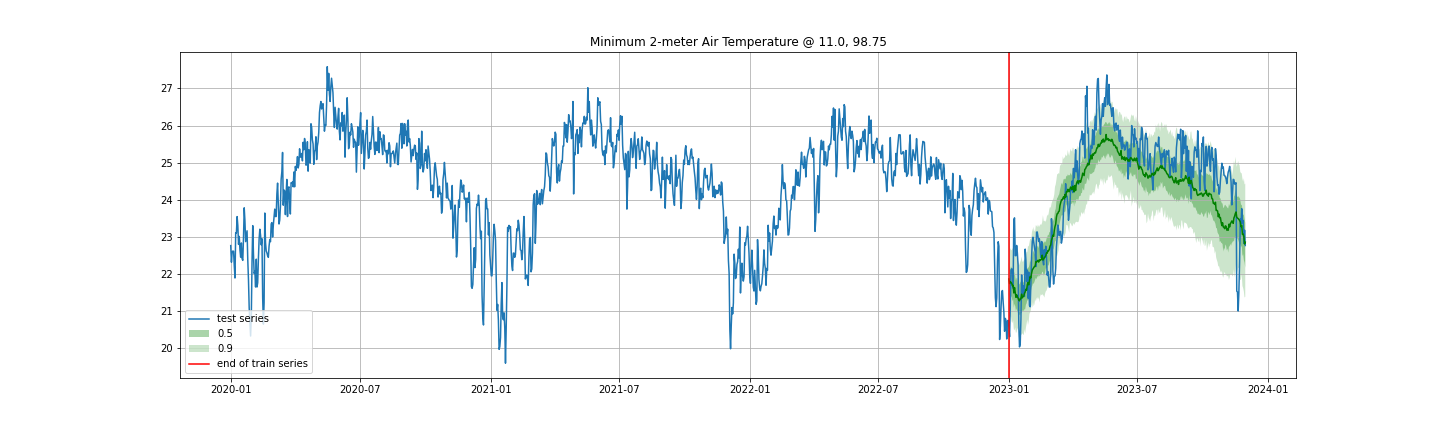 Minimum 2-meter Air Temperature @ 11.0, 98.75
27
26
25
24
23
22
21
20
test series
0.5
0.9
end of train series
2020-01 2020-07 2021-01 2021-07 2022-01 2022-07 2023-01 2023-07 2024-01